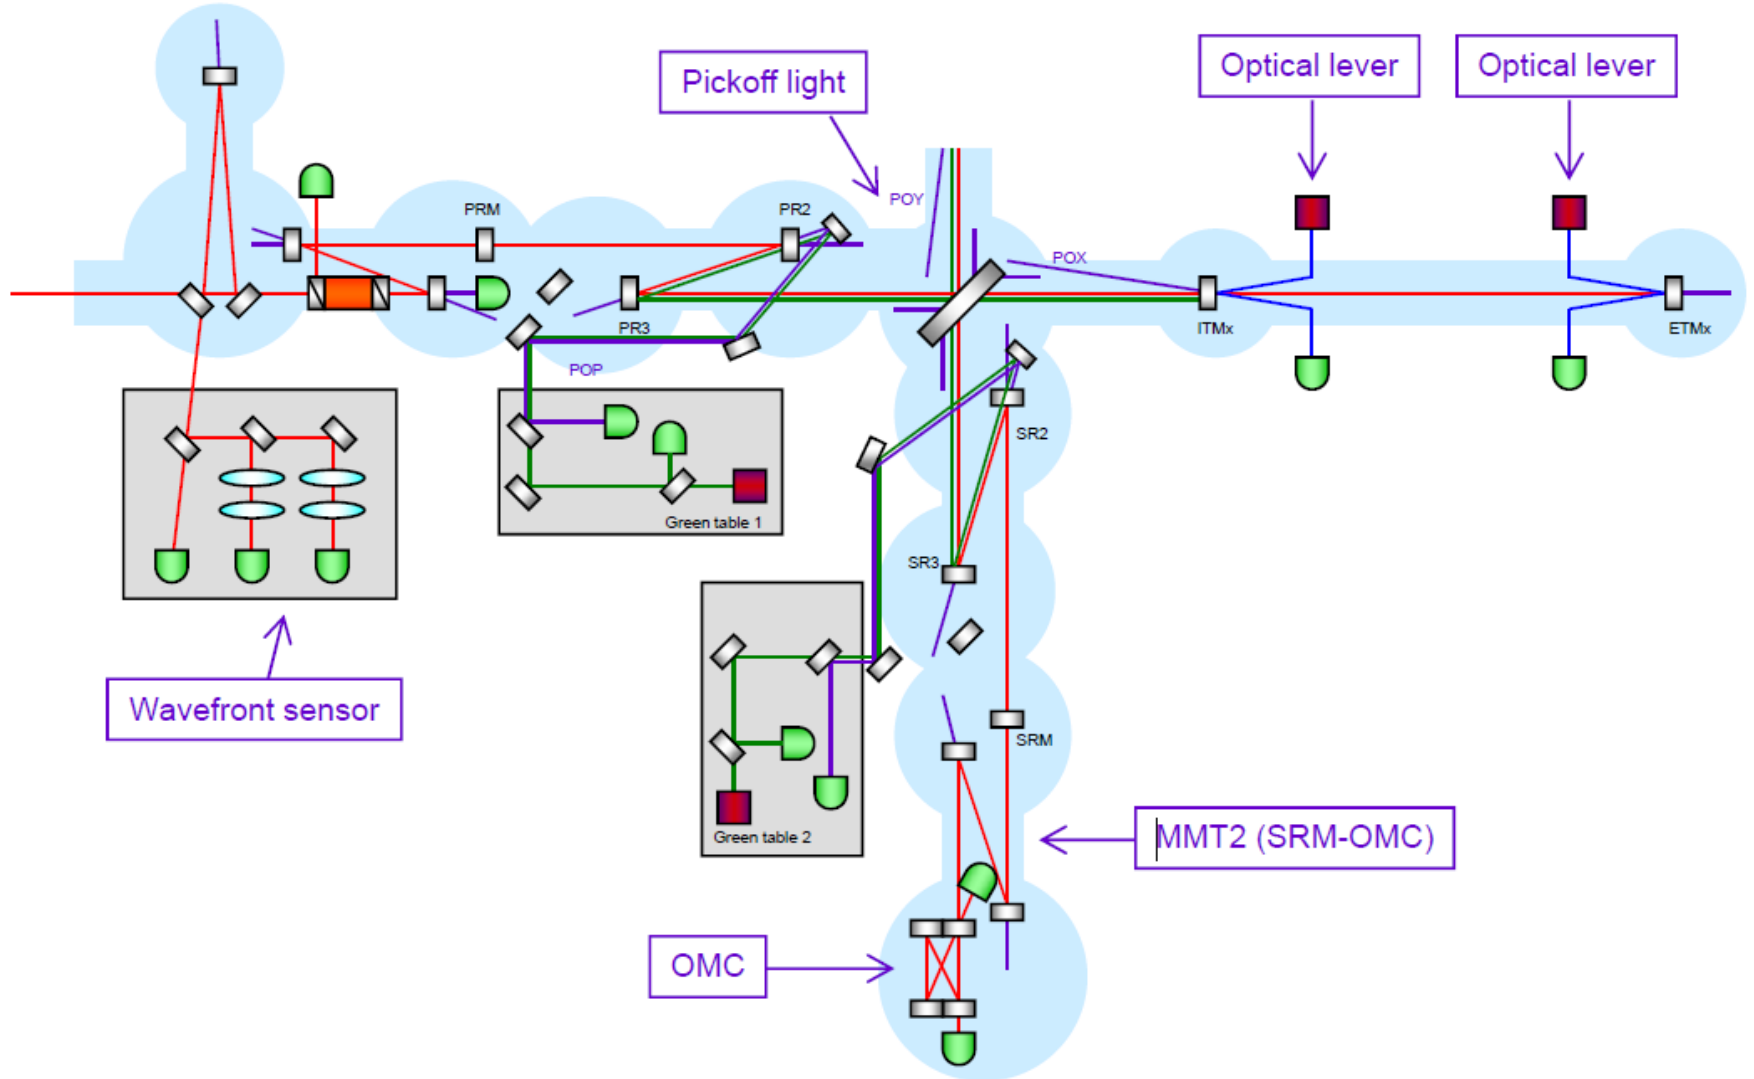 Optical lever
Optical lever
Pickoff light
POY
PRM
PR2
POX
PR3
ITMx
ETMx
POP
SR2
Green table 1
SR3
Wavefront sensor
SRM
Green table 2
MMT2 (SRM-OMC)
OMC